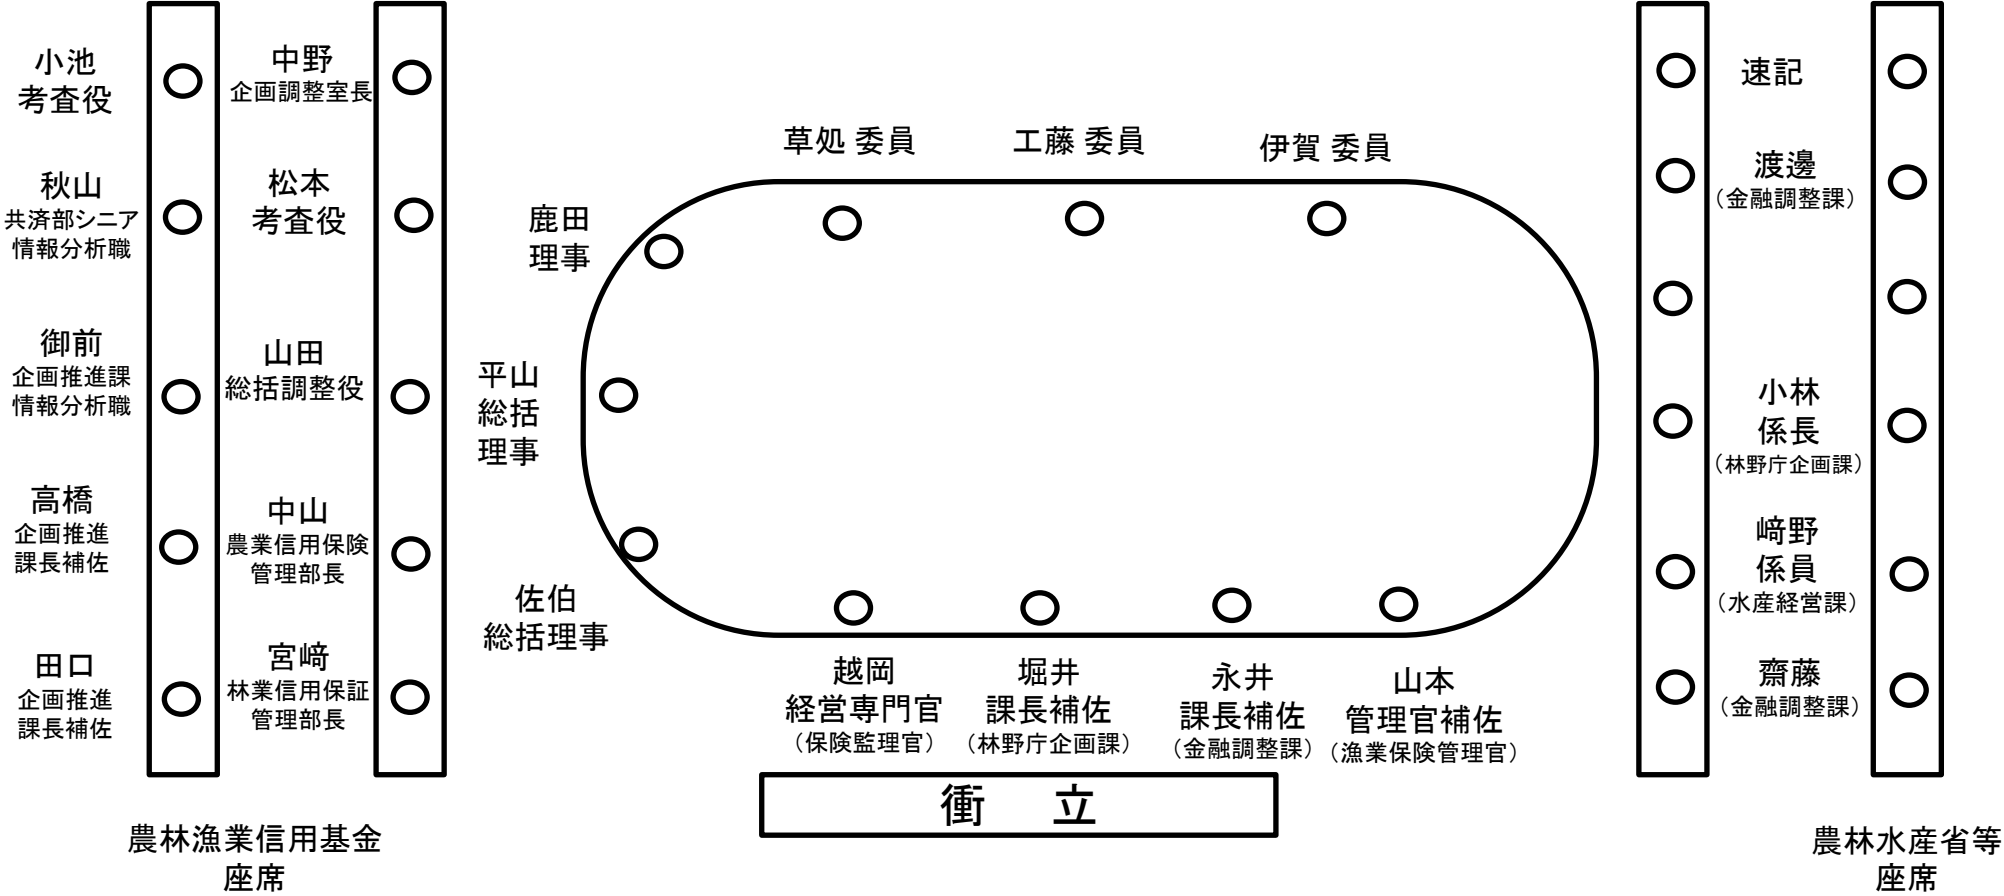 小池
考査役
秋山
共済部シニア
情報分析職
御前
企画推進課
情報分析職
高橋
企画推進
課長補佐
田口
企画推進
課長補佐
中野
企画調整室長
松本
考査役
山田
総括調整役
中山
農業信用保険
管理部長
宮﨑
林業信用保証
管理部長
農林漁業信用基金
座席
草処 委員
工藤 委員
伊賀 委員
鹿田
理事
平山
総括
理事
佐伯
総括理事
越岡
経営専門官
（保険監理官）
堀井
課長補佐
（林野庁企画課）
永井
課長補佐
（金融調整課）
山本
管理官補佐
（漁業保険管理官）
衝 立
速記
渡邊
（金融調整課）
小林
係長
（林野庁企画課）
﨑野
係員
（水産経営課）
齋藤
（金融調整課）
農林水産省等
座席